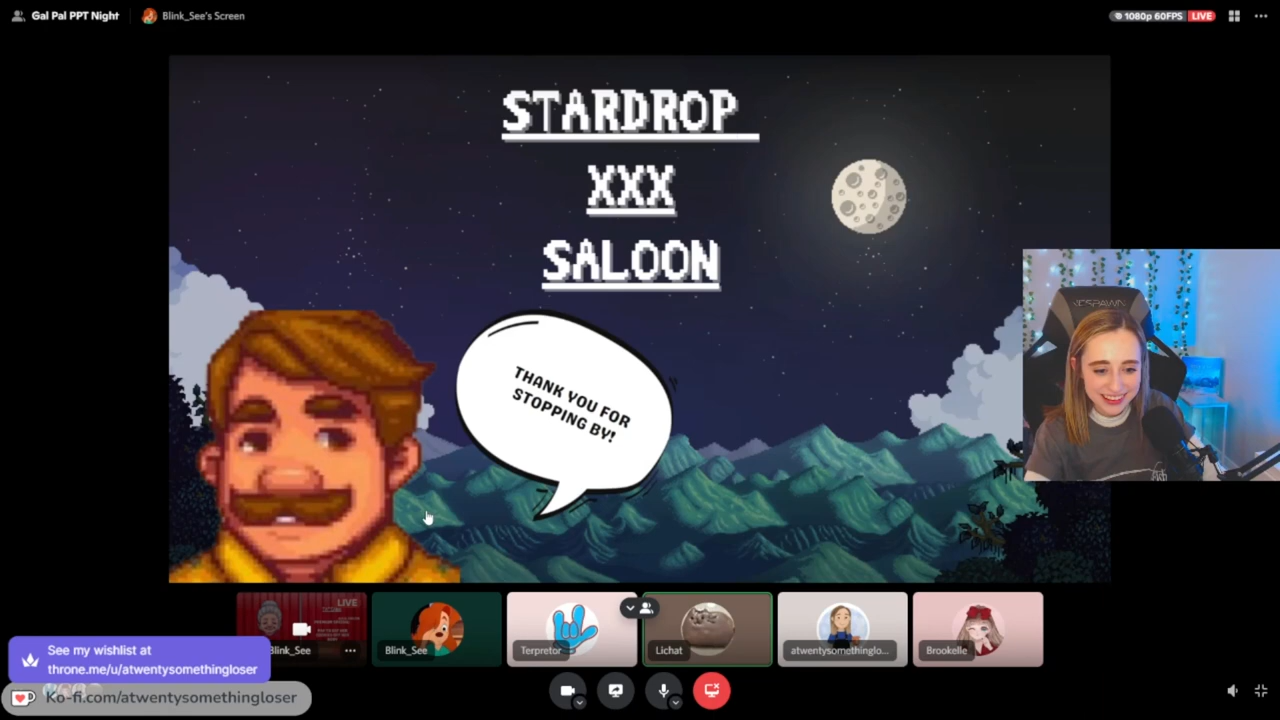 Gal Pal PPT Night
Blink_See's Screen
1080p 60FPS
LIVE
STARDROP
XXX
SALOON
THANK YOU FOR
STOPPING BY!
LIVE
Blink_See
Blink_See
Terpretor
Lichat
atwentysomethinglo...
Brookelle
See my wishlist at
throne.me/u/atwentysomethingloser
Ko-fi.com/atwentysomethingloser